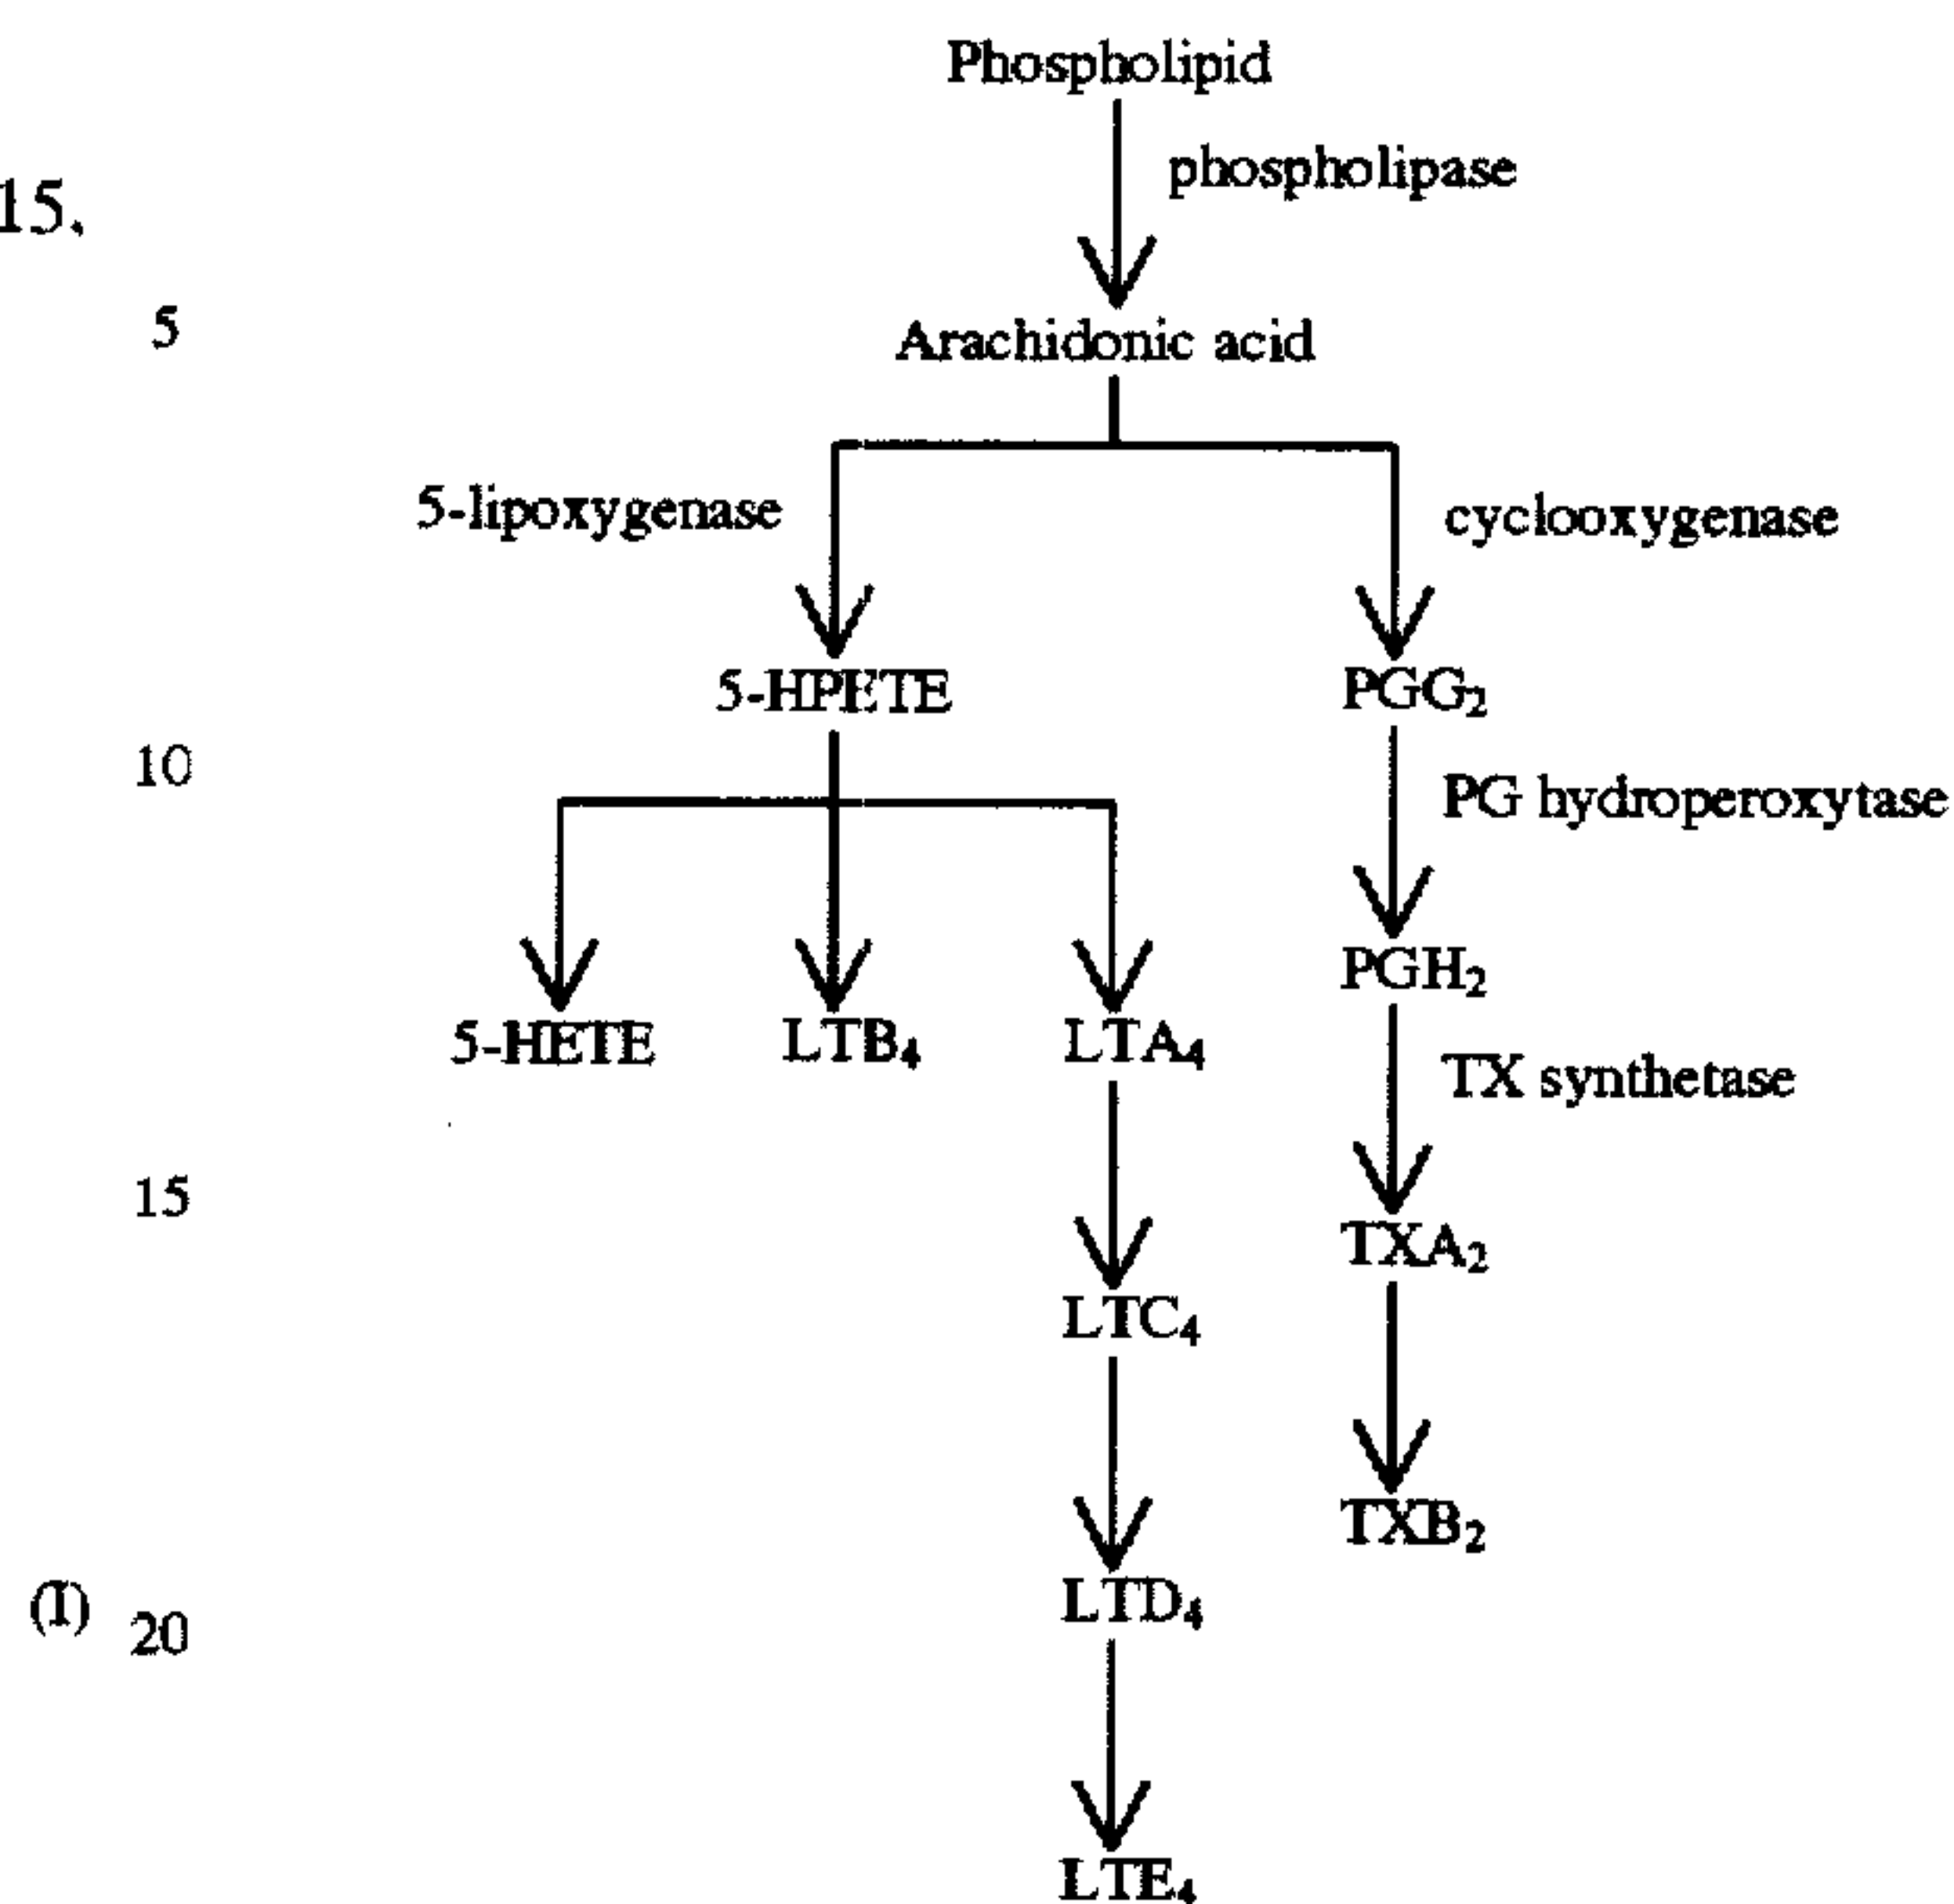 Phospholipid
phospholipase
15.
5
Arachidonic acid
5-lipoxygenase
cyclooxygenase
5-HPETE
PGG2
10
PG hydroperoxytase
PGH2
5-HETE LTB4 LTA4
TX synthetase
15
TXA2
LTC4
TXB2
LTD4
(I) 20
LTE4